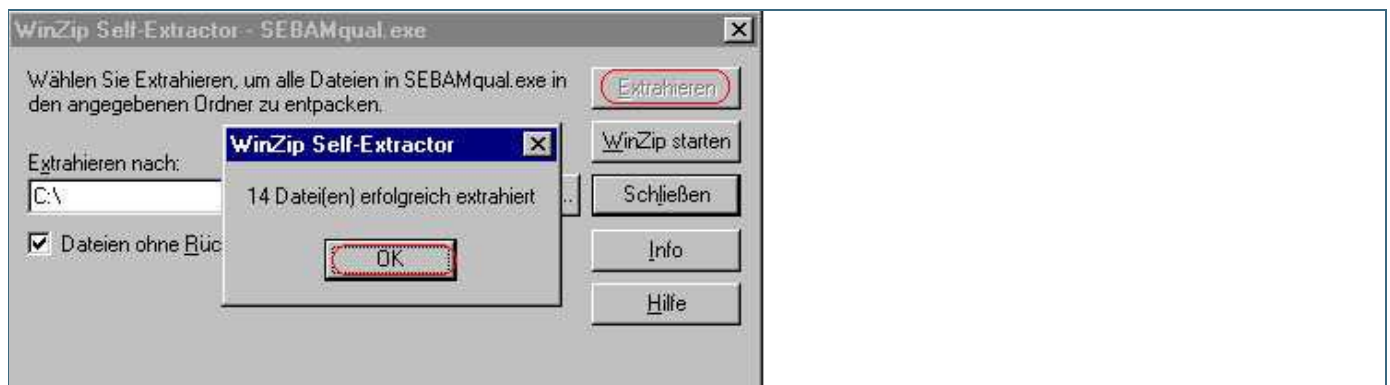 WinZip Self-Extractor - SEBAMqual.exe
Wählen Sie Extrahieren, um alle Dateien in SEBAMqual.exe in
den angegebenen Ordner zu entpacken.
Extrahieren
WinZip Self-Extractor
WinZip starten
Extrahieren nach:
C:\
14 Datei(en) erfolgreich extrahiert
..
Schließen
Dateien ohne
OK
Info
Hilfe